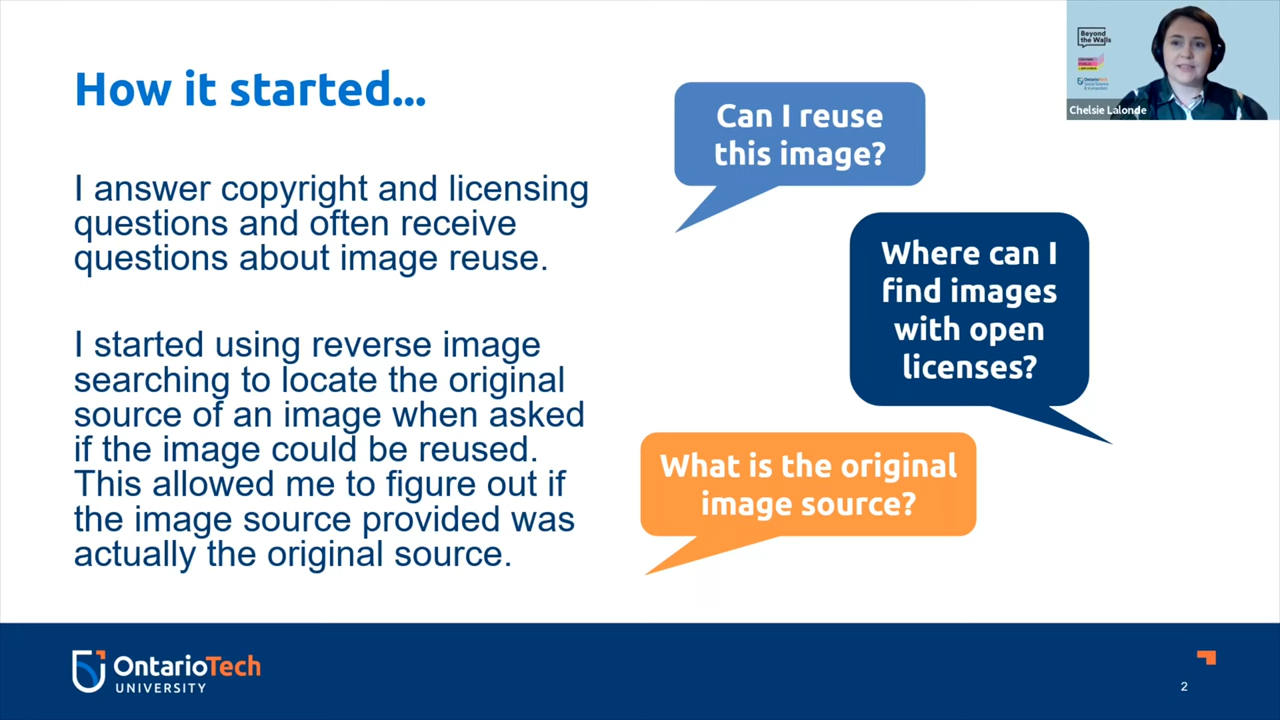 How it started...
I answer copyright and licensing
questions and often receive
questions about image reuse.
I started using reverse image
searching to locate the original
source of an image when asked
if the image could be reused.
This allowed me to figure out if
the image source provided was
actually the original source.
Can I reuse
this image?
Where can I
find images
with open
licenses?
What is the original
image source?
Beyond
the Walls
OntarioTech
Chelsie Lalonde
OntarioTech
UNIVERSITY
2